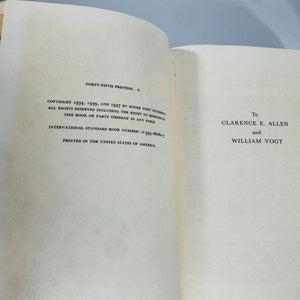 FORTY-FIFTH PRINTING C
COPYRIGHT 1934, 1939, AND 1947 BY ROGER TORY PETERSON
ALL RIGHTS RESERVED INCLUDING THE RIGHT TO REPRODUCE
THIS BOOK OR PARTS THEREOF IN ANY FORM
INTERNATIONAL STANDARD BOOK NUMBER:
PRINTED IN THE UNITED STATES OF AMERICA
To
CLARENCE E. ALLEN
and
WILLIAM VOGT